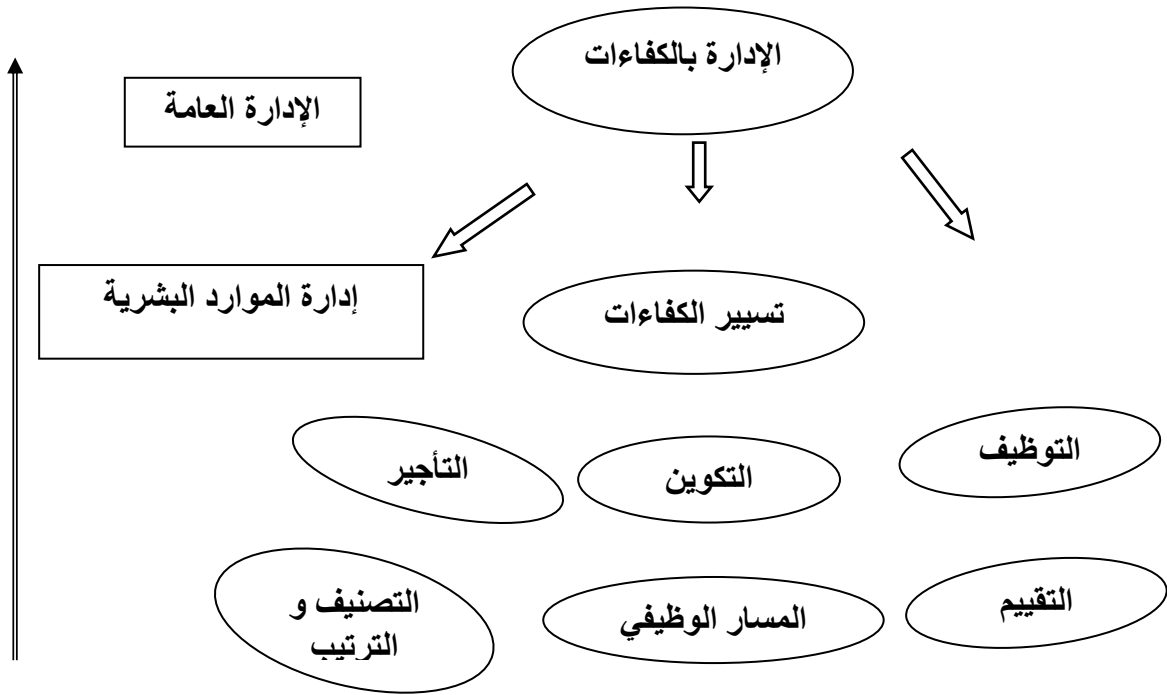 الإدارة بالكفاءات
الإدارة العامة
إدارة الموارد البشرية
تسيير الكفاءات
التوظيف
التكوين
التأجير
التقييم
المسار الوظيفي
التصنيف و
الترتيب